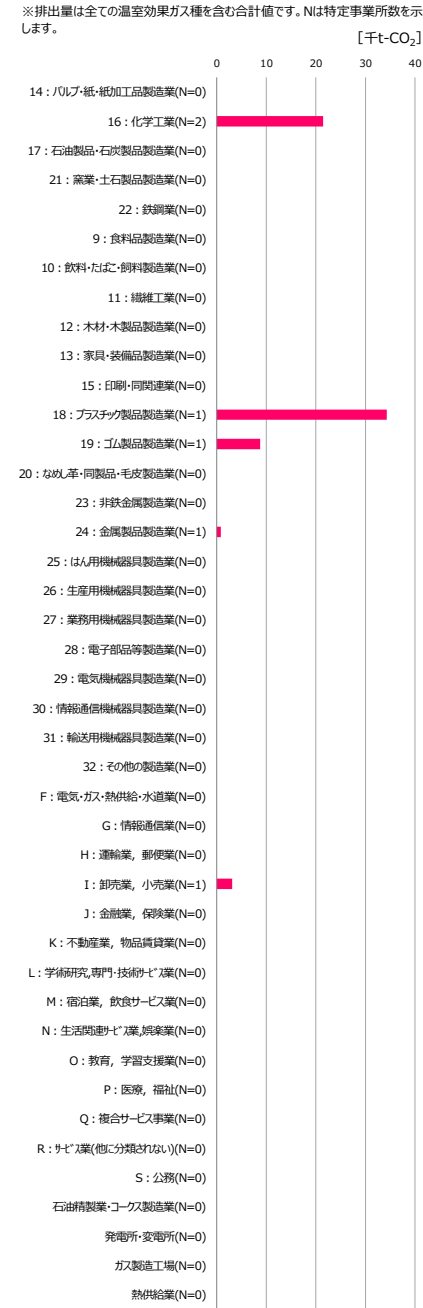 ※排出量は全ての温室効果ガス種を含む合計値です。Nは特定事業所数を示
します。
[千t-CO₂]
0 10 20 30 40
14：パルプ・紙・紙加工品製造業(N=0)
16：化学工業(N=2)
17：石油製品・石炭製品製造業(N=0)
21：窯業・土石製品製造業(N=0)
22：鉄鋼業(N=0)
9：食料品製造業(N=0)
10：飲料・たばこ・飼料製造業(N=0)
11：繊維工業(N=0)
12：木材・木製品製造業(N=0)
13：家具・装備品製造業(N=0)
15：印刷・同関連業(N=0)
18：プラスチック製品製造業(N=1)
19：ゴム製品製造業(N=1)
20：なめし革・同製品・毛皮製造業(N=0)
23：非鉄金属製造業(N=0)
24：金属製品製造業(N=1)
25：はん用機械器具製造業(N=0)
26：生産用機械器具製造業(N=0)
27：業務用機械器具製造業(N=0)
28：電子部品等製造業(N=0)
29：電気機械器具製造業(N=0)
30：情報通信機械器具製造業(N=0)
31：輸送用機械器具製造業(N=0)
32：その他の製造業(N=0)
F：電気・ガス・熱供給・水道業(N=0)
G：情報通信業(N=0)
H：運輸業，郵便業(N=0)
I：卸売業，小売業(N=1)
J：金融業，保険業(N=0)
K：不動産業，物品賃貸業(N=0)
L：学術研究,専門・技術ｻｰﾋﾞｽ業(N=0)
M：宿泊業，飲食サービス業(N=0)
N：生活関連ｻｰﾋﾞｽ業,娯楽業(N=0)
O：教育，学習支援業(N=0)
P：医療，福祉(N=0)
Q：複合サービス事業(N=0)
R：ｻｰﾋﾞｽ業(他に分類されない)(N=0)
S：公務(N=0)
石油精製業・コークス製造業(N=0)
発電所・変電所(N=0)
ガス製造工場(N=0)
熱供給業(N=0)